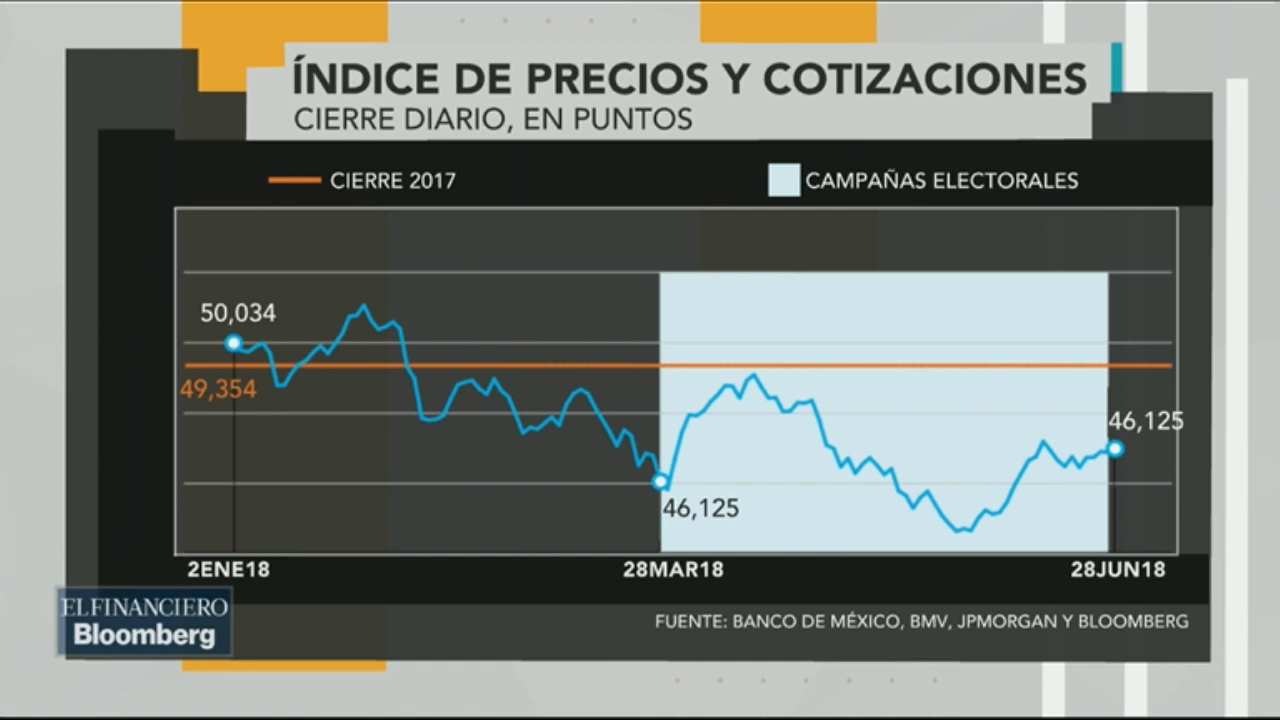 ÍNDICE DE PRECIOS Y COTIZACIONES
CIERRE DIARIO, EN PUNTOS
CIERRE 2017
CAMPAÑAS ELECTORALES
50,034
49,354
46,125
46,125
2ENE18
28MAR18
28JUN18
EL FINANCIERO
Bloomberg
FUENTE: BANCO DE MÉXICO, BMV, JPMORGAN Y BLOOMBERG